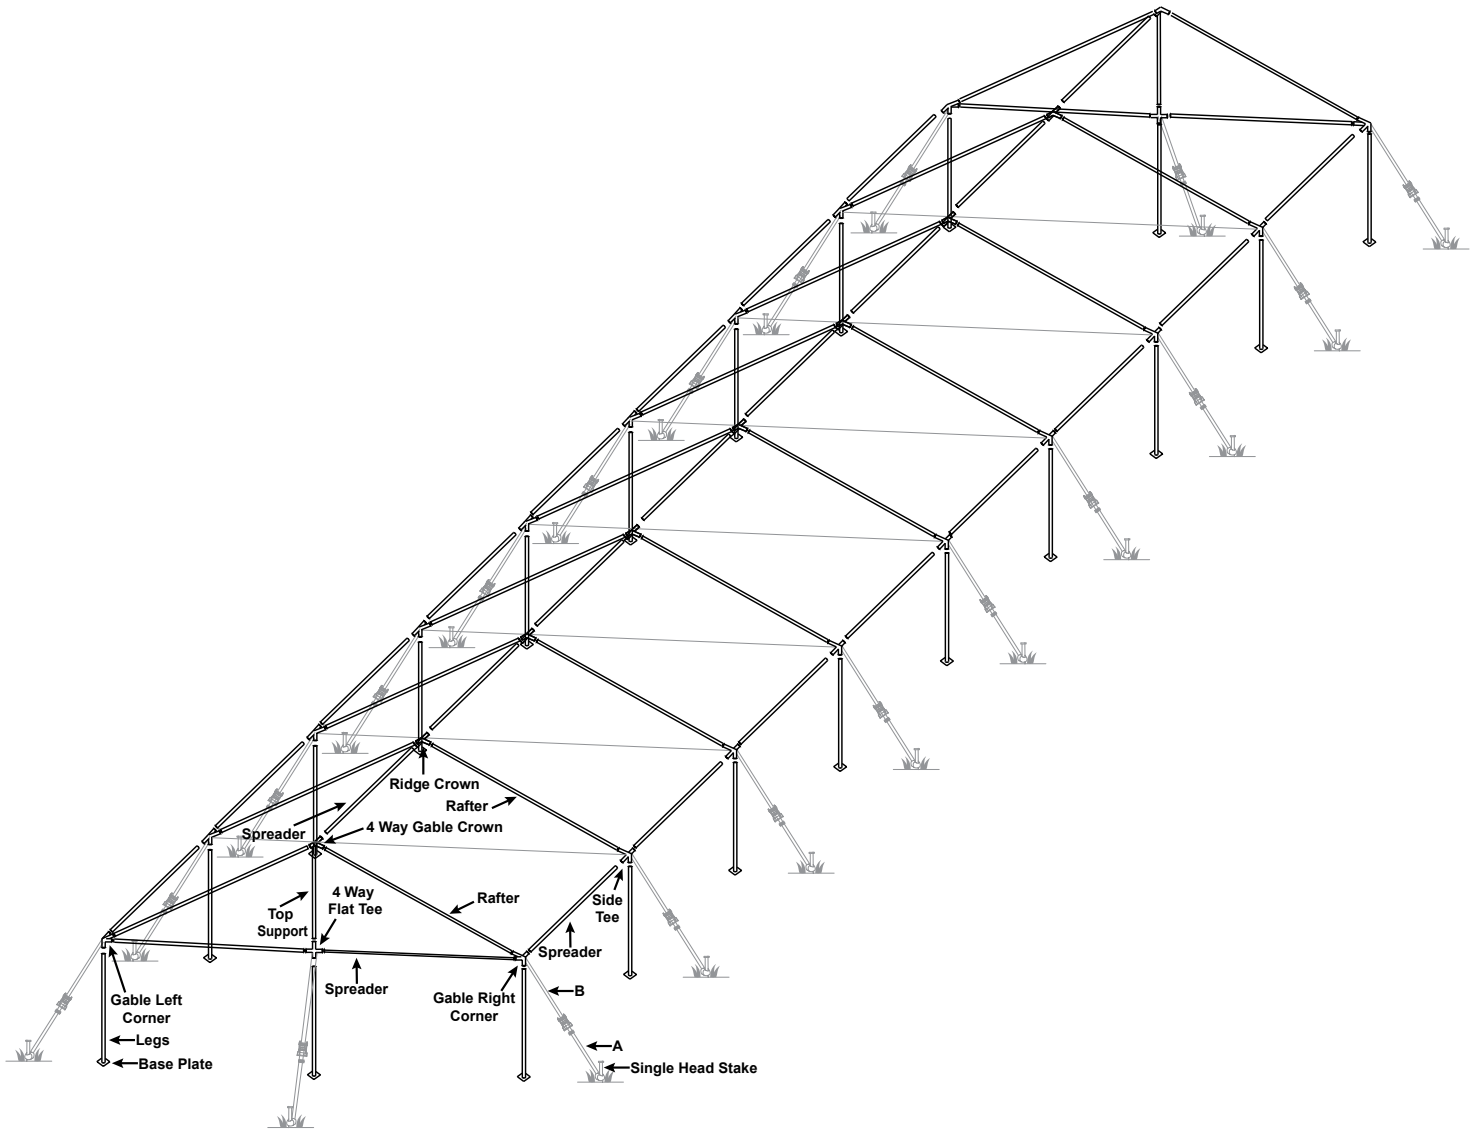 Ridge Crown
Rafter
Spreader
4 Way Gable Crown
4 Way
Flat Tee
Rafter
Side
Tee
Top
Support
Spreader
Spreader
Gable Left
Corner
Gable Right
Corner
B
Legs
A
Base Plate
Single Head Stake